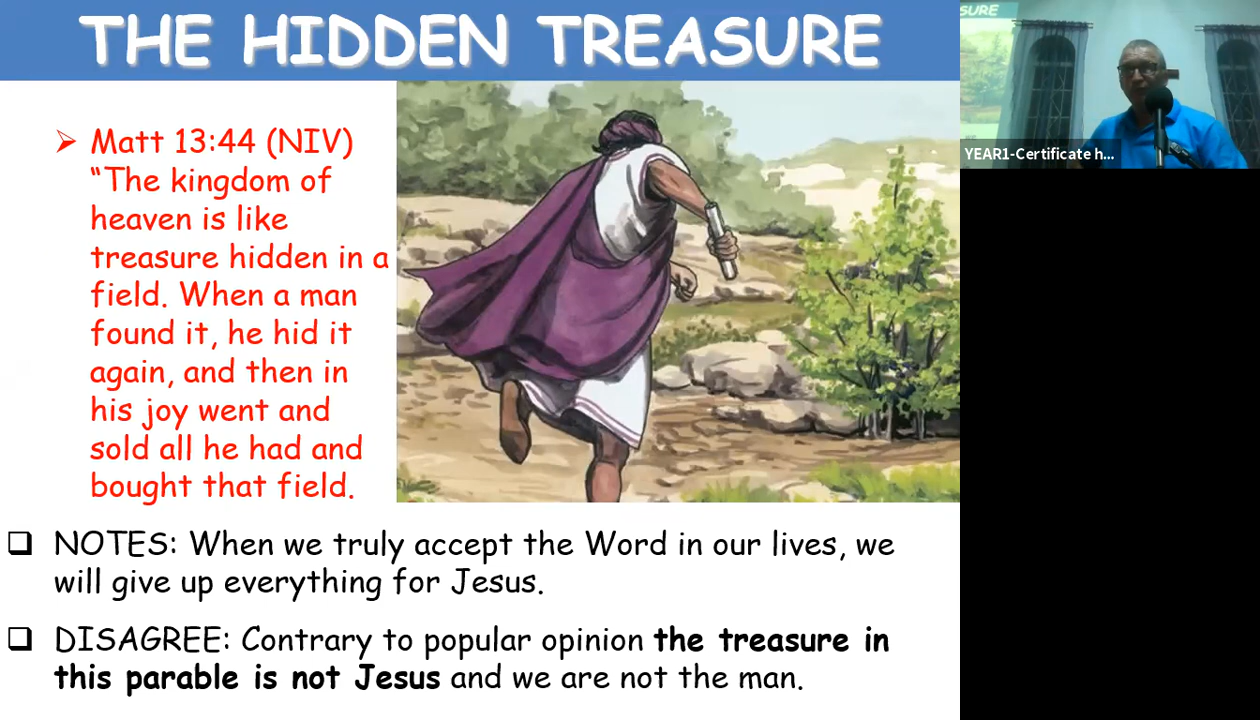 THE HIDDEN TREASURE
➢ Matt 13:44 (NIV)
“The kingdom of
heaven is like
treasure hidden in a
field. When a man
found it, he hid it
again, and then in
his joy went and
sold all he had and
bought that field.
❑ NOTES: When we truly accept the Word in our lives, we
will give up everything for Jesus.
❑ DISAGREE: Contrary to popular opinion the treasure in
this parable is not Jesus and we are not the man.
SURE
YEAR1-Certificate h...